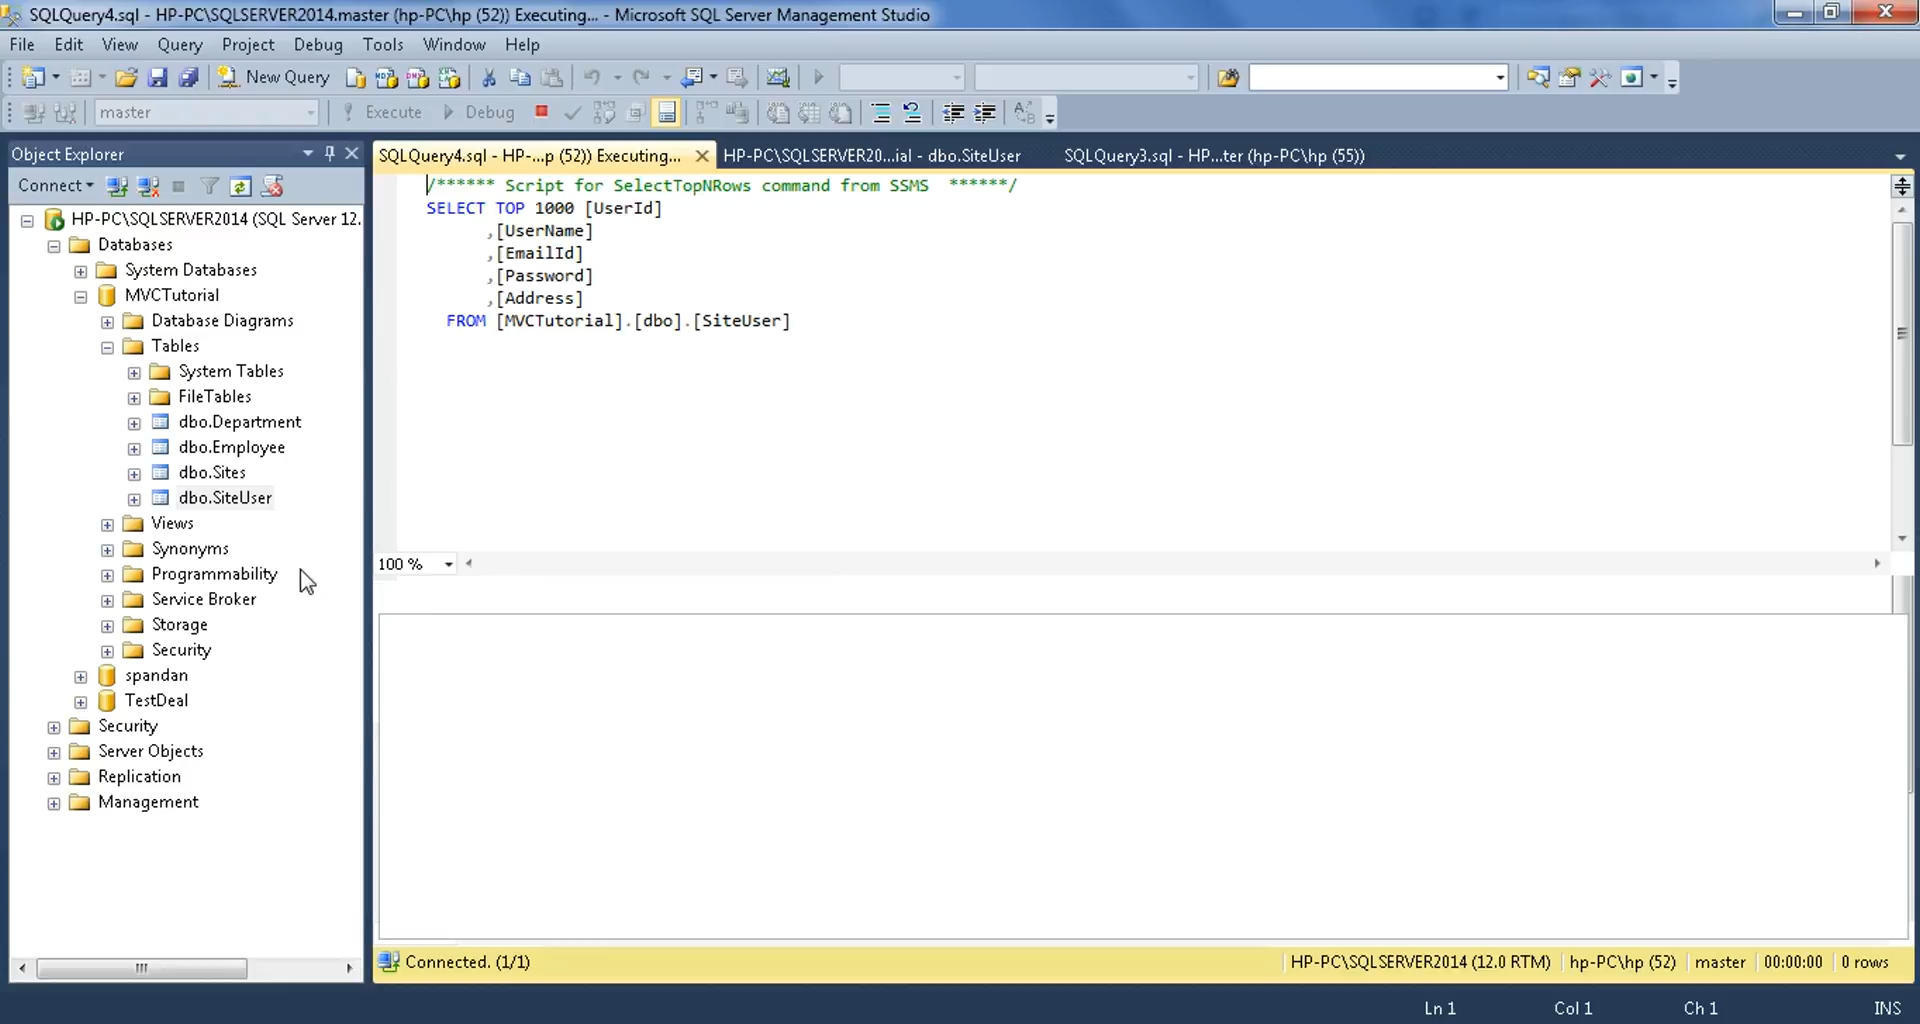 SQLQuery4.sql - HP-PC\SQLSERVER2014.master (hp-PC\hp (52)) Executing... - Microsoft SQL Server Management Studio
File Edit View Query Project Debug Tools Window Help
New Query
master Execute Debug
Object Explorer
SQLQuery4.sql - HP-...p (52)) Executing... HP-PC\SQLSERVER20...ial - dbo.SiteUser SQLQuery3.sql - HP...ter (hp-PC\hp (55))
Connect
/****** Script for SelectTopNRows command from SSMS ******/
SELECT TOP 1000 [UserId]
,[UserName]
,[EmailId]
,[Password]
,[Address]
FROM [MVCTutorial].[dbo].[SiteUser]
HP-PC\SQLSERVER2014 (SQL Server 12.
Databases
System Databases
MVCTutorial
Database Diagrams
Tables
System Tables
FileTables
dbo.Department
dbo.Employee
dbo.Sites
dbo.SiteUser
Views
Synonyms
Programmability
Service Broker
Storage
Security
spandan
TestDeal
Security
Server Objects
Replication
Management
100 %
Connected. (1/1) HP-PC\SQLSERVER2014 (12.0 RTM) hp-PC\hp (52) master 00:00:00 0 rows
Ln 1 Col 1 Ch 1 INS